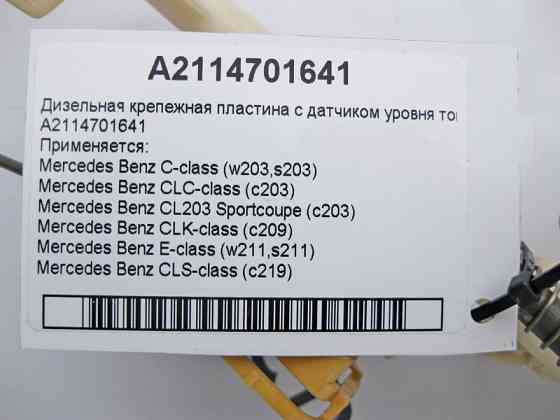 A2114701641
Дизельная крепежная пластина с датчиком уровня
A2114701641
Применяется:
Mercedes Benz C-class (w203,s203)
Mercedes Benz CLC-class (c203)
Mercedes Benz CL203 Sportcoupe (c203)
Mercedes Benz CLK-class (c209)
Mercedes Benz E-class (w211,s211)
Mercedes Benz CLS-class (c219)